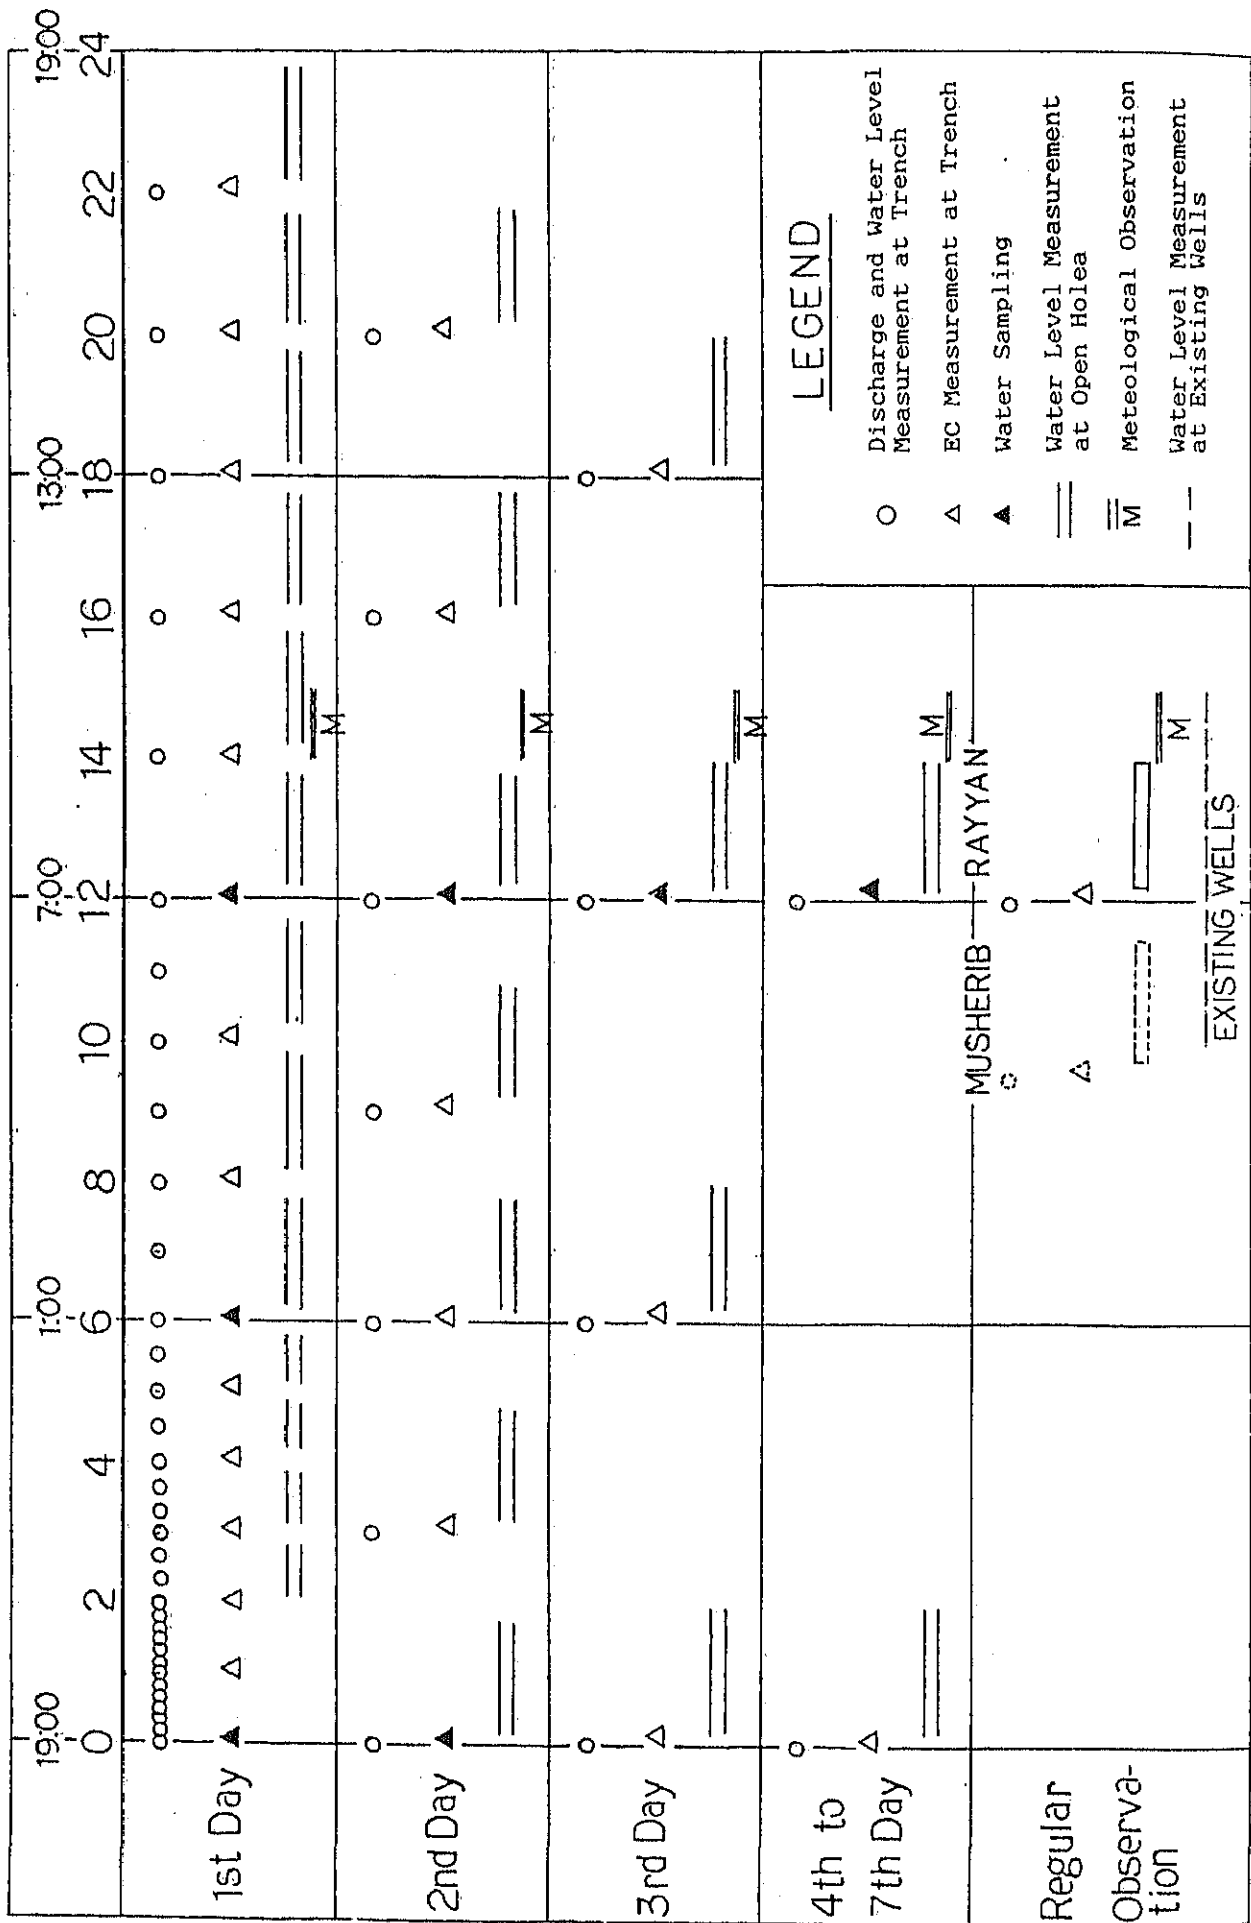 19:00 1:00 7:00 13:00 19:00
0 2 4 6 8 10 12 14 16 18 20 22 24
1st Day
M
2nd Day
M
3rd Day
M
4th to
7th Day
M
MUSHERIB RAYYAN
Regular
Observa-
tion
M
EXISTING WELLS
LEGEND
Discharge and Water Level
Measurement at Trench
EC Measurement at Trench
Water Sampling
Water Level Measurement
at Open Holea
M Meteological Observation
Water Level Measurement
at Existing Wells